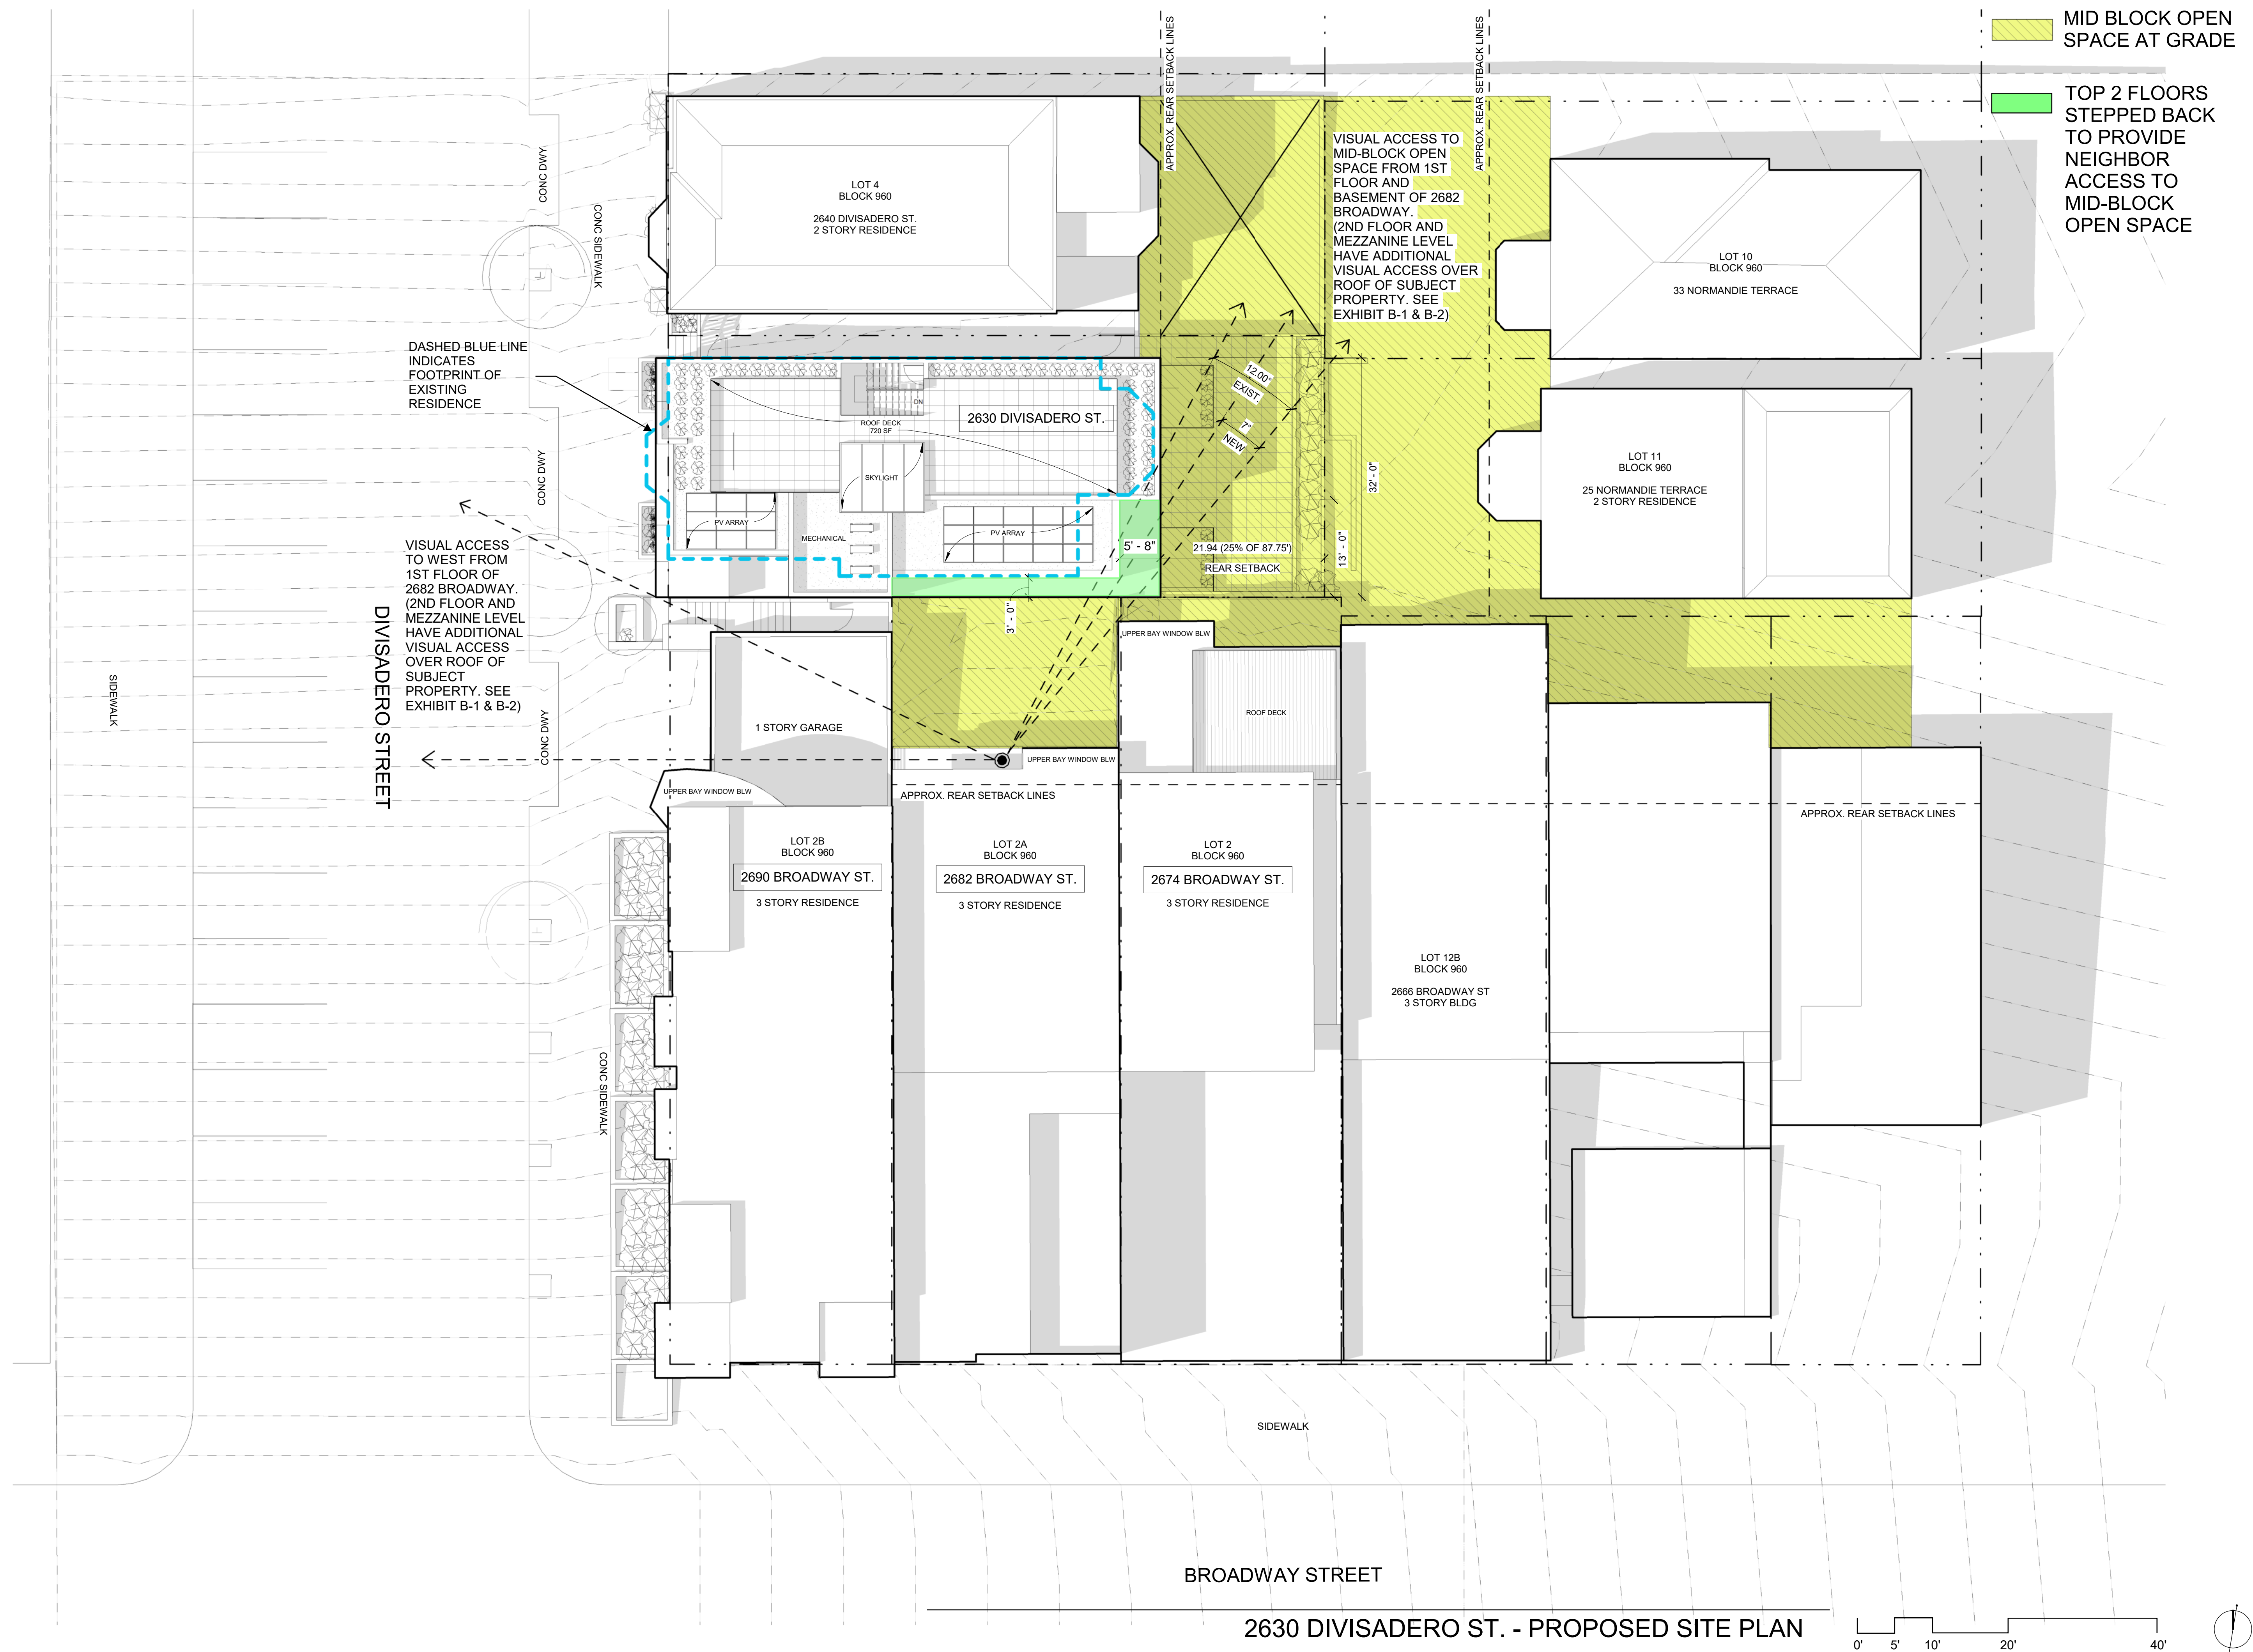 MID BLOCK OPEN
SPACE AT GRADE
TOP 2 FLOORS
STEPPED BACK
TO PROVIDE
NEIGHBOR
ACCESS TO
MID-BLOCK
OPEN SPACE
APPROX. REAR SETBACK LINES
APPROX. REAR SETBACK LINES
VISUAL ACCESS TO
MID-BLOCK OPEN
SPACE FROM 1ST
FLOOR AND
BASEMENT OF 2682
BROADWAY.
(2ND FLOOR AND
MEZZANINE LEVEL
HAVE ADDITIONAL
VISUAL ACCESS OVER
ROOF OF SUBJECT
PROPERTY. SEE
EXHIBIT B-1 & B-2)
CONC DWY
CONC SIDEWALK
LOT 4
BLOCK 960
2640 DIVISADERO ST.
2 STORY RESIDENCE
LOT 10
BLOCK 960
33 NORMANDIE TERRACE
DASHED BLUE LINE
INDICATES
FOOTPRINT OF
EXISTING
RESIDENCE
DN
2630 DIVISADERO ST.
ROOF DECK
720 SF
SKYLIGHT
PV ARRAY
MECHANICAL
PV ARRAY
12.00°
EXIST.
7°
NEW
32' - 0"
13' - 0"
5' - 8"
21.94 (25% OF 87.75')
REAR SETBACK
3' - 0"
LOT 11
BLOCK 960
25 NORMANDIE TERRACE
2 STORY RESIDENCE
CONC DWY
VISUAL ACCESS
TO WEST FROM
1ST FLOOR OF
2682 BROADWAY.
(2ND FLOOR AND
MEZZANINE LEVEL
HAVE ADDITIONAL
VISUAL ACCESS
OVER ROOF OF
SUBJECT
PROPERTY. SEE
EXHIBIT B-1 & B-2)
DIVISADERO STREET
SIDEWALK
CONC DWY
1 STORY GARAGE
UPPER BAY WINDOW BLW
UPPER BAY WINDOW BLW
UPPER BAY WINDOW BLW
ROOF DECK
APPROX. REAR SETBACK LINES
APPROX. REAR SETBACK LINES
LOT 2B
BLOCK 960
2690 BROADWAY ST.
3 STORY RESIDENCE
LOT 2A
BLOCK 960
2682 BROADWAY ST.
3 STORY RESIDENCE
LOT 2
BLOCK 960
2674 BROADWAY ST.
3 STORY RESIDENCE
LOT 12B
BLOCK 960
2666 BROADWAY ST
3 STORY BLDG
CONC SIDEWALK
SIDEWALK
BROADWAY STREET
2630 DIVISADERO ST. - PROPOSED SITE PLAN
0' 5' 10' 20' 40'